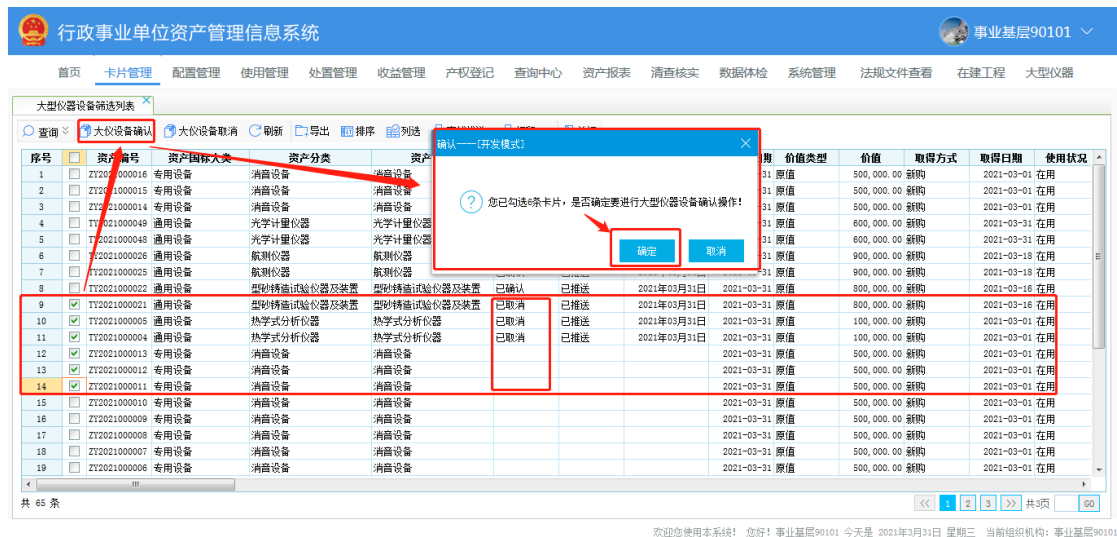 行政事业单位资产管理信息系统 事业基层90101
首页 卡片管理 配置管理 使用管理 处置管理 收益管理 产权登记 查询中心 资产报表 清查核实 数据体检 系统管理 法规文件查看 在建工程 大型仪器
大型仪器设备筛选列表
查询 大仪设备确认 大仪设备取消 刷新 导出 排序 列选
确认----[开发模式]
您已勾选6条卡片，是否确定要进行大型仪器设备确认操作!
确定 取消
序号 资产编号 资产国标大类 资产分类 资产 期 价值类型 价值 取得方式 取得日期 使用状况
1 ZY2021000016 专用设备 消音设备 消音设备 -31 原值 500,000.00 新购 2021-03-01 在用
2 ZY2021000015 专用设备 消音设备 消音设备 -31 原值 500,000.00 新购 2021-03-01 在用
3 ZY2021000014 专用设备 消音设备 消音设备 -31 原值 500,000.00 新购 2021-03-01 在用
4 TY2021000049 通用设备 光学计量仪器 光学计量仪器 -31 原值 600,000.00 新购 2021-03-31 在用
5 TY2021000048 通用设备 光学计量仪器 光学计量仪器 -31 原值 600,000.00 新购 2021-03-31 在用
6 TY2021000026 通用设备 航测仪器 航测仪器 -31 原值 900,000.00 新购 2021-03-18 在用
7 TY2021000025 通用设备 航测仪器 航测仪器 -31 原值 900,000.00 新购 2021-03-18 在用
8 TY2021000022 通用设备 型砂铸造试验仪器及装置 型砂铸造试验仪器及装置 已确认 已推送 2021年03月31日 2021-03-31 原值 800,000.00 新购 2021-03-16 在用
9 TY2021000021 通用设备 型砂铸造试验仪器及装置 型砂铸造试验仪器及装置 已取消 已推送 2021年03月31日 2021-03-31 原值 800,000.00 新购 2021-03-16 在用
10 TY2021000005 通用设备 热学式分析仪器 热学式分析仪器 已取消 已推送 2021年03月31日 2021-03-31 原值 100,000.00 新购 2021-03-01 在用
11 TY2021000004 通用设备 热学式分析仪器 热学式分析仪器 已取消 已推送 2021年03月31日 2021-03-31 原值 100,000.00 新购 2021-03-01 在用
12 ZY2021000013 专用设备 消音设备 消音设备 2021-03-31 原值 500,000.00 新购 2021-03-01 在用
13 ZY2021000012 专用设备 消音设备 消音设备 2021-03-31 原值 500,000.00 新购 2021-03-01 在用
14 ZY2021000011 专用设备 消音设备 消音设备 2021-03-31 原值 500,000.00 新购 2021-03-01 在用
15 ZY2021000010 专用设备 消音设备 消音设备 2021-03-31 原值 500,000.00 新购 2021-03-01 在用
16 ZY2021000009 专用设备 消音设备 消音设备 2021-03-31 原值 500,000.00 新购 2021-03-01 在用
17 ZY2021000008 专用设备 消音设备 消音设备 2021-03-31 原值 500,000.00 新购 2021-03-01 在用
18 ZY2021000007 专用设备 消音设备 消音设备 2021-03-31 原值 500,000.00 新购 2021-03-01 在用
19 ZY2021000006 专用设备 消音设备 消音设备 2021-03-31 原值 500,000.00 新购 2021-03-01 在用
共 65 条 << 1 2 3 >> 共3页 GO
欢迎您使用本系统! 您好! 事业基层90101 今天是 2021年3月31日 星期三 当前组织机构: 事业基层90101